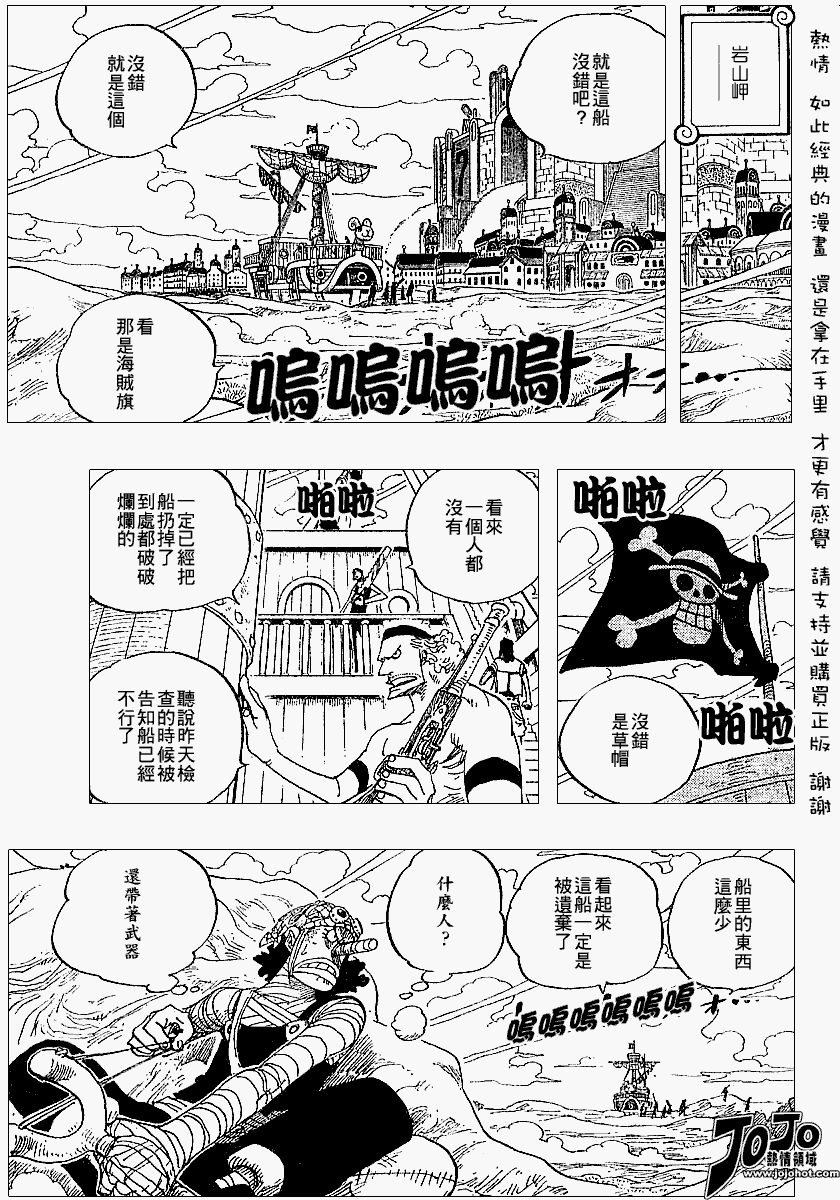 岩山岬
就是這船
沒錯吧？
沒錯
就是這個
看
那是海賊旗
嗚嗚嗚嗚
啪啦
沒錯
是草帽
啪啦
看來
一個人都
沒有
啪啦
一定已經把
船扔掉了
到處都破破
爛爛的
聽說昨天檢
查的時候被
告知船已經
不行了
船里的東西
這麼少
看起來
這船一定是
被遺棄了
嗚嗚嗚嗚嗚嗚
什麼人？
還帶著武器
熱情 如此經典的漫畫 還是拿在手里 才更有感覺 請支持並購買正版 謝謝
JOJO
熱情領域
www.jojohot.com